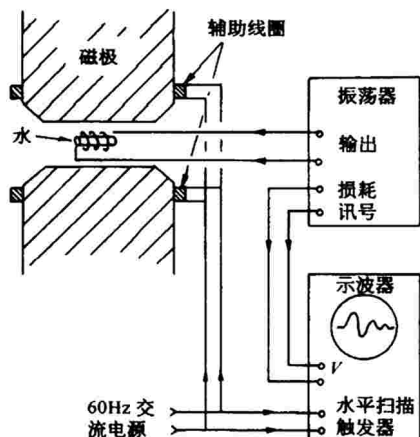 辅助线圈
磁极
振荡器
水
输出
损耗
讯号
示波器
V
60Hz 交
流电源
水平扫描
触发器